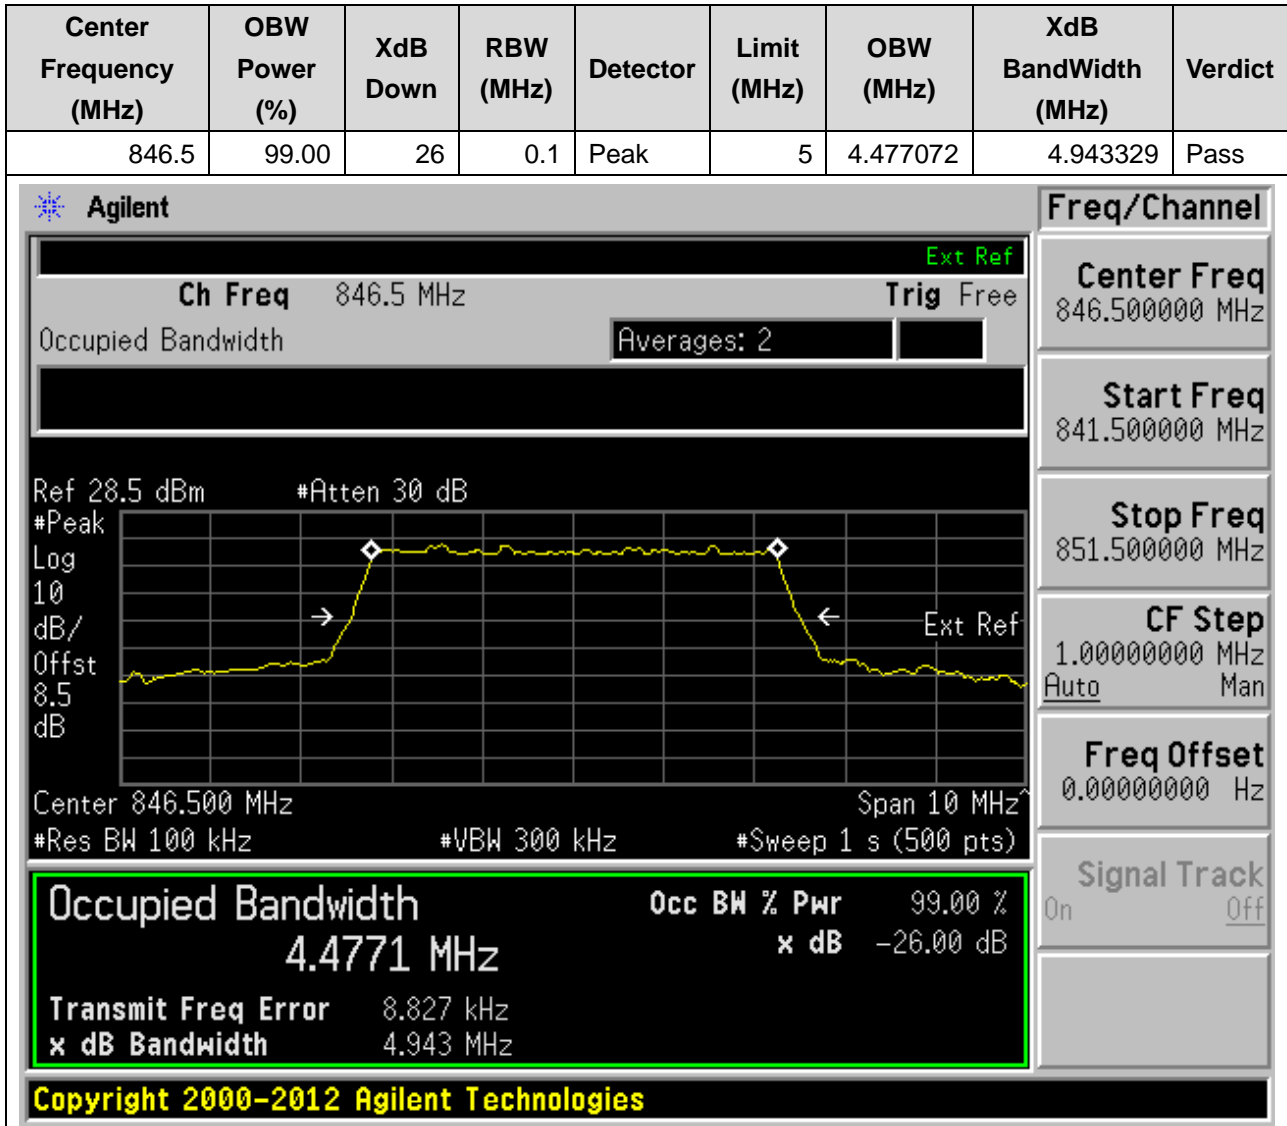 Center Frequency (MHz) OBW Power (%) XdB Down RBW (MHz) Detector Limit (MHz) OBW (MHz) XdB BandWidth (MHz) Verdict
846.5 99.00 26 0.1 Peak 5 4.477072 4.943329 Pass
Agilent
Freq/Channel
Ext Ref
Ch Freq 846.5 MHz Trig Free
Occupied Bandwidth Averages: 2
Ref 28.5 dBm #Atten 30 dB
#Peak
Log
10
dB/
Offst
8.5
dB
Ext Ref
Center 846.500 MHz Span 10 MHz^
#Res BW 100 kHz #VBW 300 kHz #Sweep 1 s (500 pts)
Occupied Bandwidth
4.4771 MHz
Occ BW % Pwr 99.00 %
x dB -26.00 dB
Transmit Freq Error 8.827 kHz
x dB Bandwidth 4.943 MHz
Center Freq
846.500000 MHz
Start Freq
841.500000 MHz
Stop Freq
851.500000 MHz
CF Step
1.00000000 MHz
Auto Man
Freq Offset
0.00000000 Hz
Signal Track
On Off
Copyright 2000-2012 Agilent Technologies